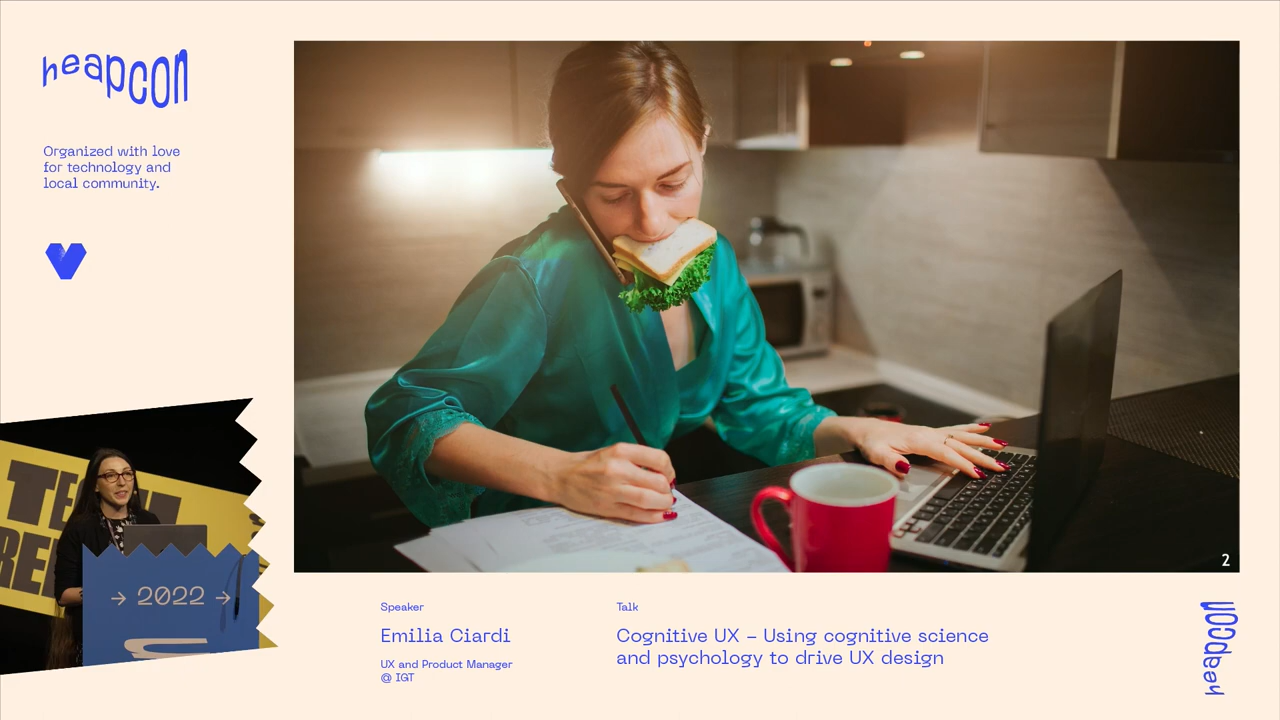 heapcon
Organized with love
for technology and
local community.
→ 2022 →
2
Speaker
Emilia Ciardi
UX and Product Manager
@ IGT
Talk
Cognitive UX – Using cognitive science
and psychology to drive UX design
heapcon